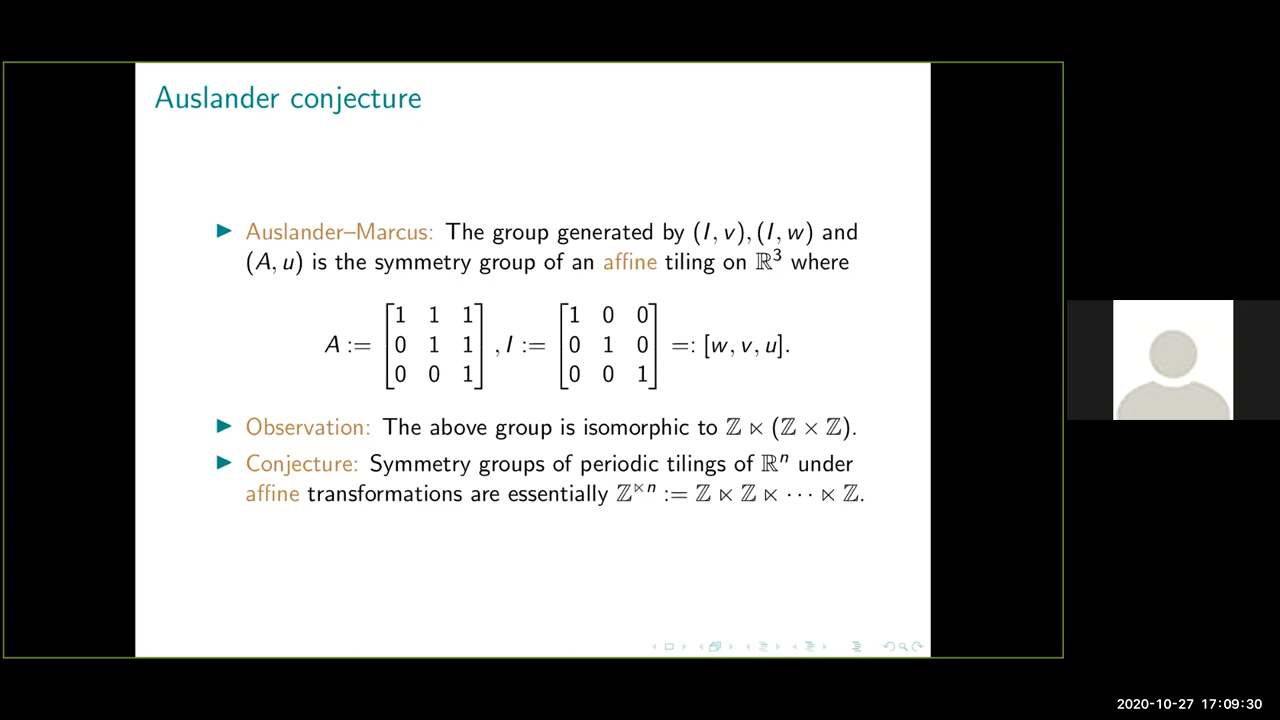 Auslander conjecture
▶ Auslander–Marcus: The group generated by (I, v), (I, w) and
(A, u) is the symmetry group of an affine tiling on ℝ³ where
A := [1 1 1; 0 1 1; 0 0 1], I := [1 0 0; 0 1 0; 0 0 1] =: [w, v, u].
▶ Observation: The above group is isomorphic to ℤ ⋉ (ℤ × ℤ).
▶ Conjecture: Symmetry groups of periodic tilings of ℝⁿ under
affine transformations are essentially ℤ^{⋉n} := ℤ ⋉ ℤ ⋉ ⋯ ⋉ ℤ.
2020-10-27 17:09:30